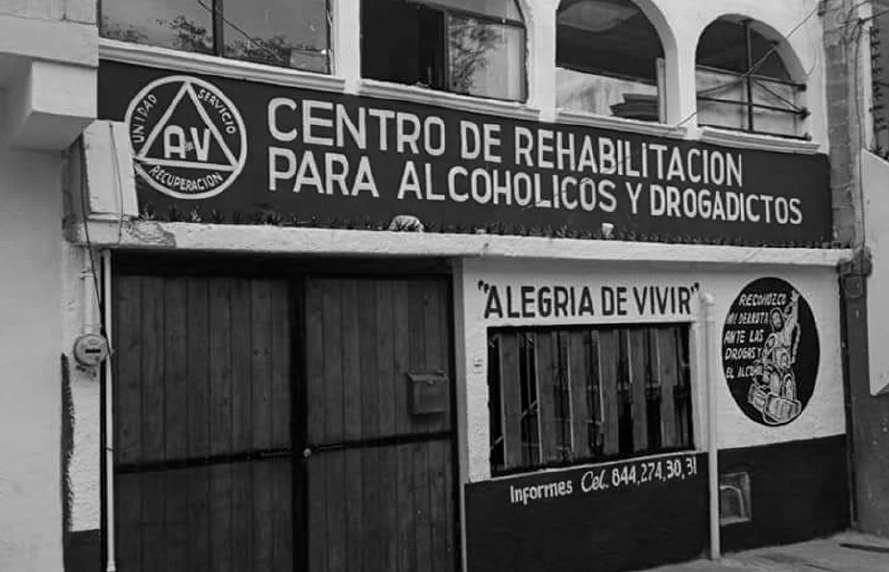 UNIDAD
SERVICIO
A DE V
RECUPERACION
CENTRO DE REHABILITACION
PARA ALCOHOLICOS Y DROGADICTOS
"ALEGRIA DE VIVIR"
RECONOZCO
MI DERROTA
ANTE LAS
DROGAS Y
EL ALCOHOL
Informes Cel. 844,274,30,31